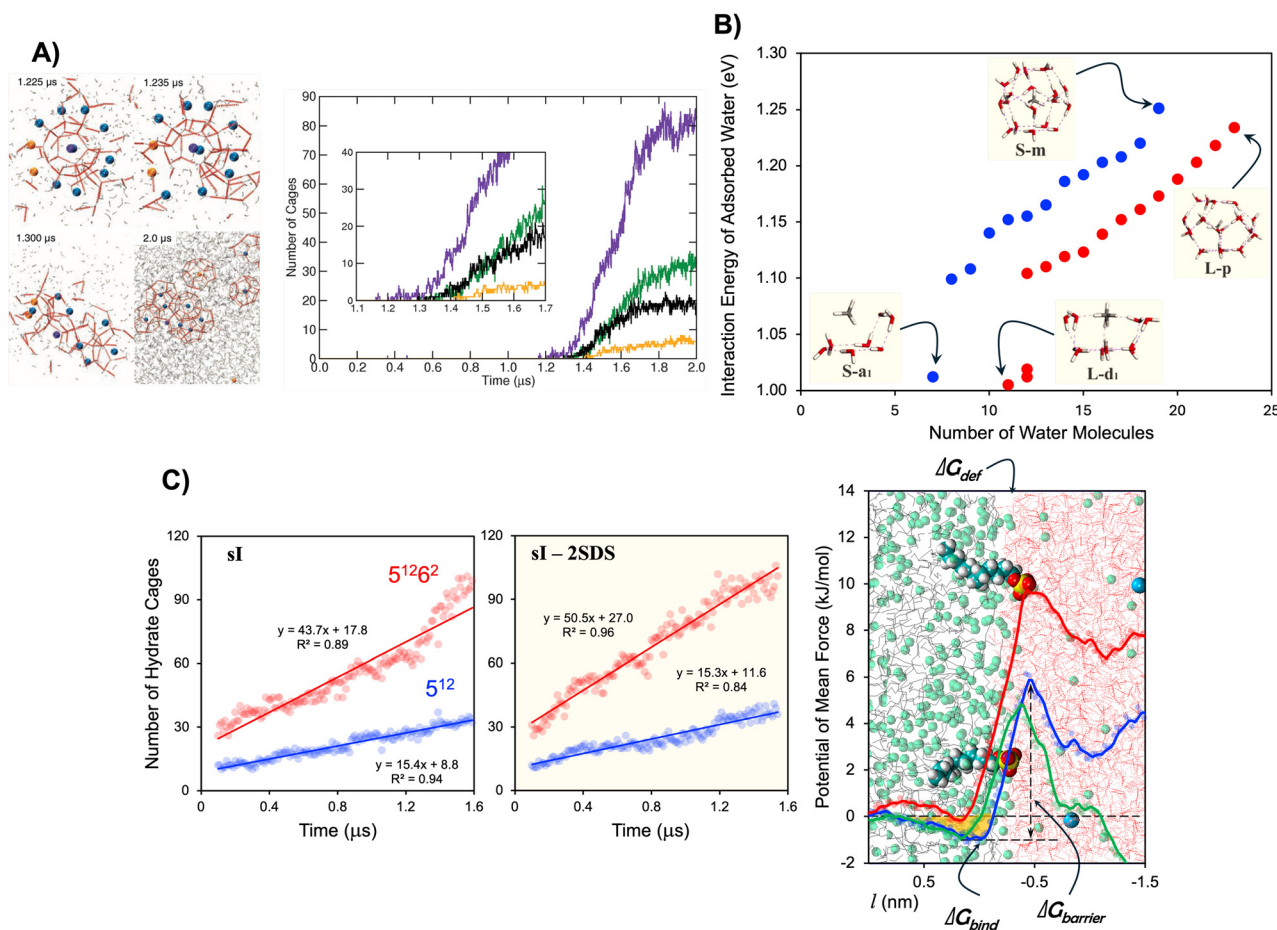 A)
1.225 µs
1.235 µs
1.300 µs
2.0 µs
Number of Cages
90
80
70
60
50
40
30
20
10
0
40
30
20
10
0
1.1 1.2 1.3 1.4 1.5 1.6 1.7
0.0 0.2 0.4 0.6 0.8 1.0 1.2 1.4 1.6 1.8 2.0
Time (µs)
B)
Interaction Energy of Adsorbed Water (eV)
1.30
1.25
1.20
1.15
1.10
1.05
1.00
S-m
L-p
S-a₁
L-d₁
0 5 10 15 20 25
Number of Water Molecules
C)
Number of Hydrate Cages
120
90
60
30
0
sI
5¹²6²
y = 43.7x + 17.8
R² = 0.89
5¹²
y = 15.4x + 8.8
R² = 0.94
0 0.4 0.8 1.2 1.6
Time (µs)
120
90
60
30
0
sI – 2SDS
y = 50.5x + 27.0
R² = 0.96
y = 15.3x + 11.6
R² = 0.84
0 0.4 0.8 1.2 1.6
Time (µs)
ΔG_def
Potential of Mean Force (kJ/mol)
14
12
10
8
6
4
2
0
-2
0.5 -0.5 -1.5
l (nm)
ΔG_bind
ΔG_barrier